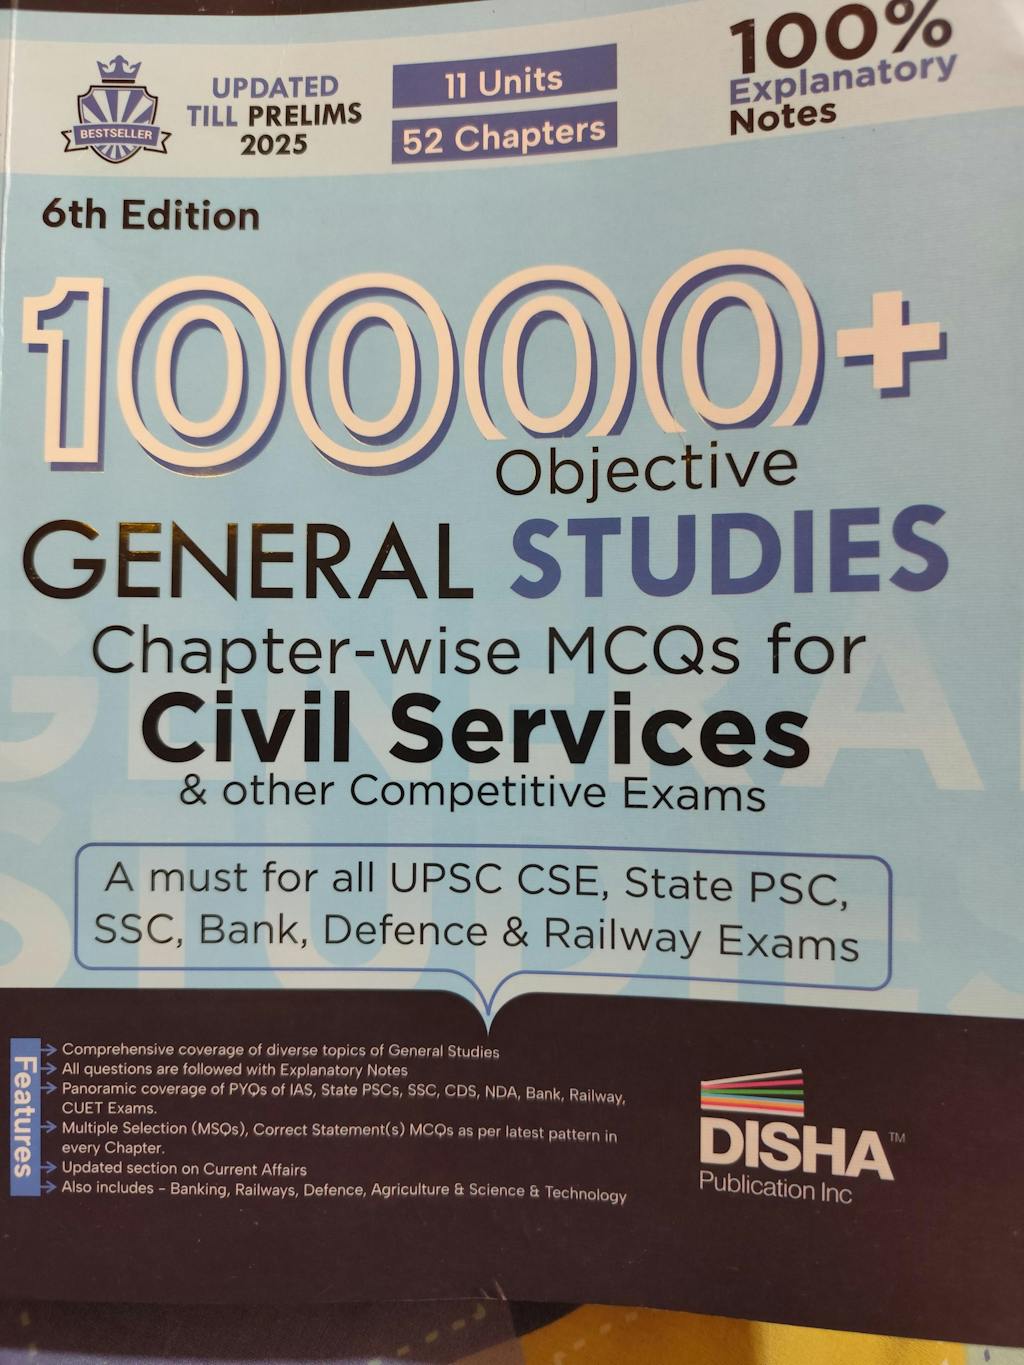 BESTSELLER
UPDATED
TILL PRELIMS
2025
11 Units
52 Chapters
100%
Explanatory
Notes
6th Edition
10000+
Objective
GENERAL STUDIES
Chapter-wise MCQs for
Civil Services
& other Competitive Exams
A must for all UPSC CSE, State PSC,
SSC, Bank, Defence & Railway Exams
Features
Comprehensive coverage of diverse topics of General Studies
All questions are followed with Explanatory Notes
Panoramic coverage of PYQs of IAS, State PSCs, SSC, CDS, NDA, Bank, Railway,
CUET Exams.
Multiple Selection (MSQs), Correct Statement(s) MCQs as per latest pattern in
every Chapter.
Updated section on Current Affairs
Also includes – Banking, Railways, Defence, Agriculture & Science & Technology
DISHA™
Publication Inc
GENERAL
STUDIES